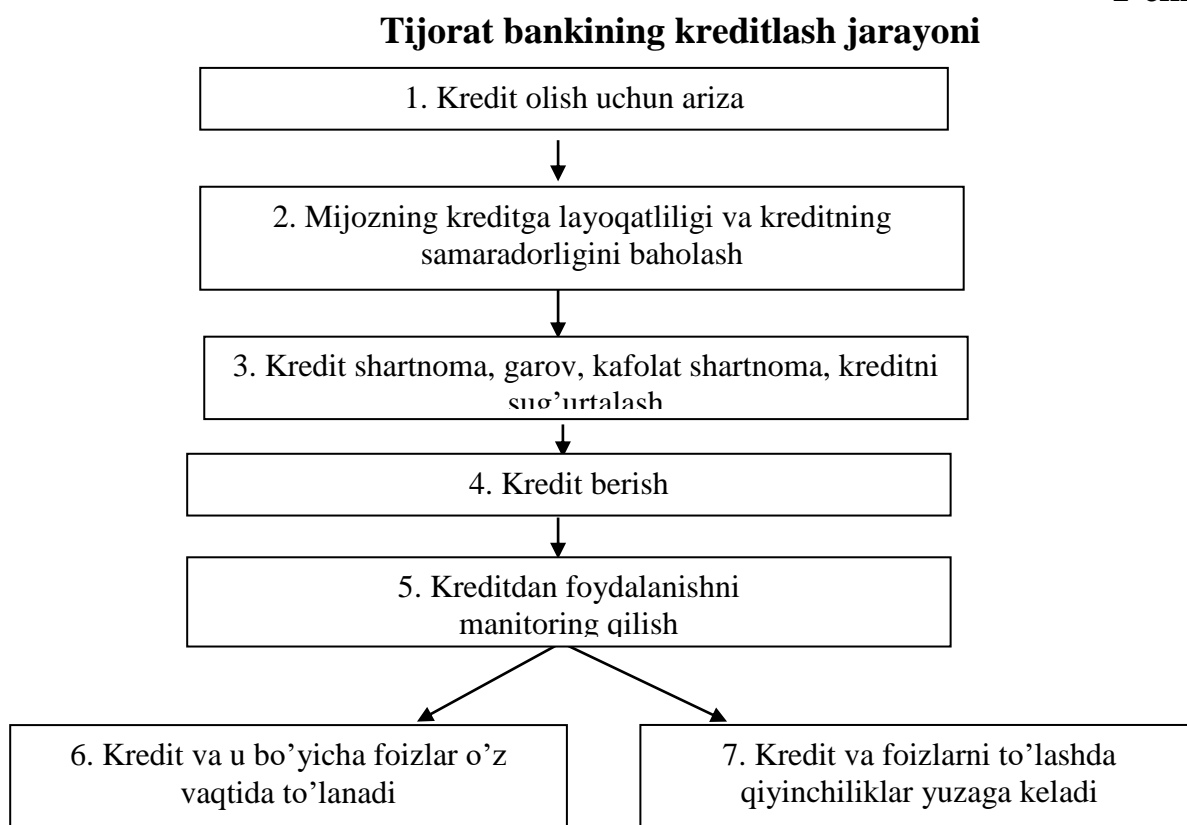 Tijorat bankining kreditlash jarayoni
1. Kredit olish uchun ariza
2. Mijozning kreditga layoqatliligi va kreditning
samaradorligini baholash
3. Kredit shartnoma, garov, kafolat shartnoma, kreditni
sug’urtalash
4. Kredit berish
5. Kreditdan foydalanishni
manitoring qilish
6. Kredit va u bo’yicha foizlar o’z
vaqtida to’lanadi
7. Kredit va foizlarni to’lashda
qiyinchiliklar yuzaga keladi